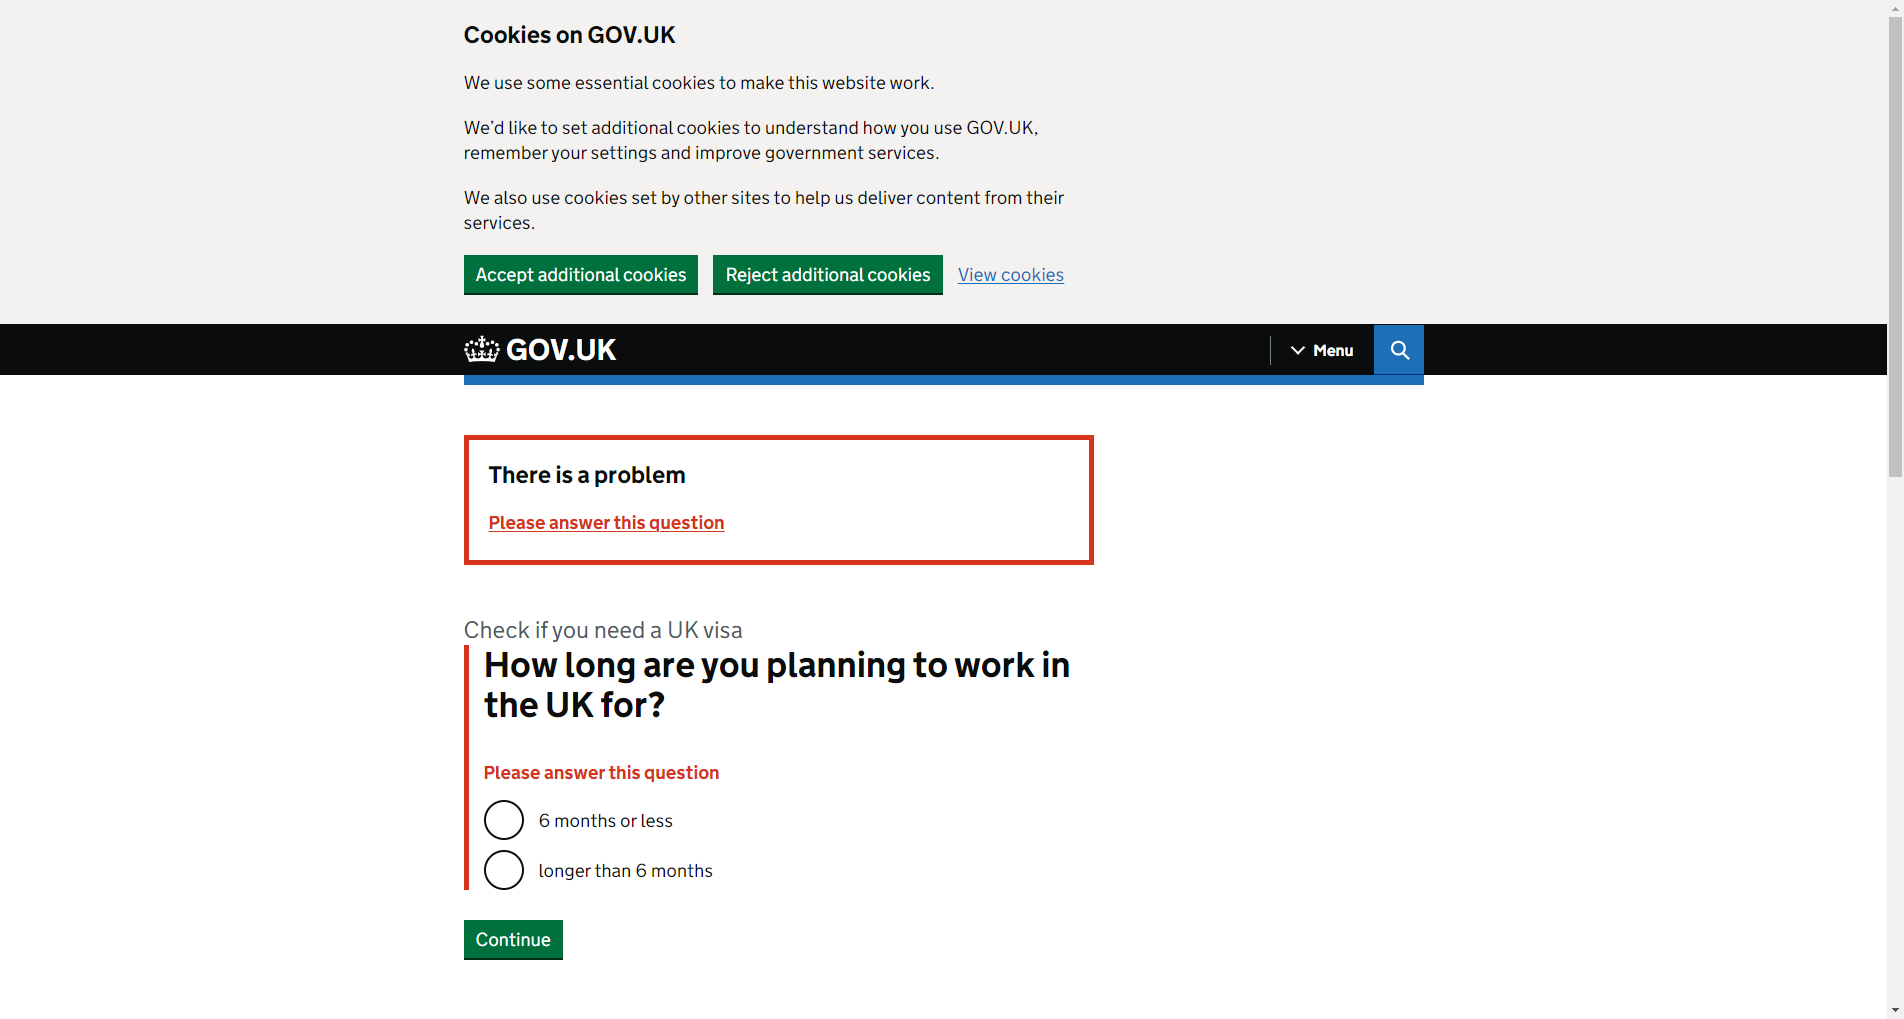 Cookies on GOV.UK
We use some essential cookies to make this website work.
We’d like to set additional cookies to understand how you use GOV.UK,
remember your settings and improve government services.
We also use cookies set by other sites to help us deliver content from their
services.
Accept additional cookies Reject additional cookies View cookies
GOV.UK Menu
There is a problem
Please answer this question
Check if you need a UK visa
How long are you planning to work in
the UK for?
Please answer this question
6 months or less
longer than 6 months
Continue